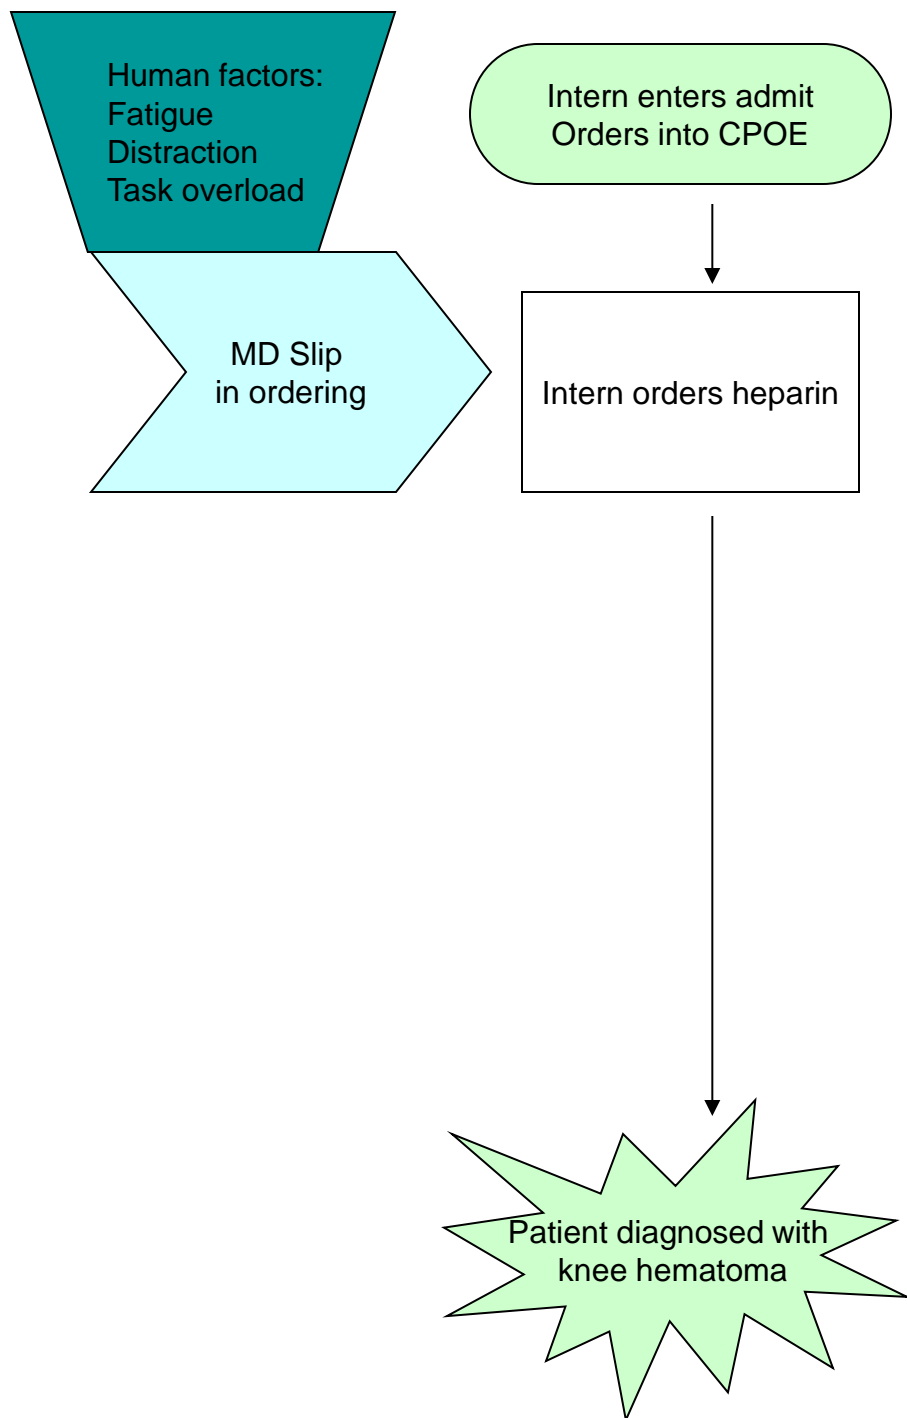 Human factors:
Fatigue
Distraction
Task overload
Intern enters admit
Orders into CPOE
MD Slip
in ordering
Intern orders heparin
Patient diagnosed with
knee hematoma